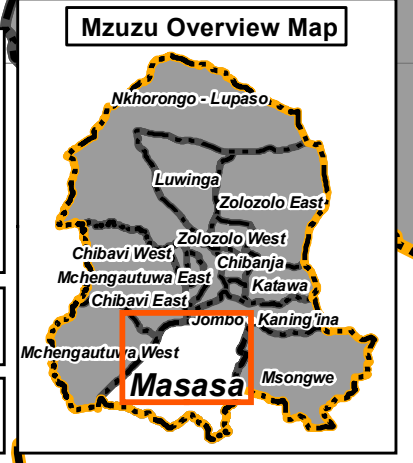 Mzuzu Overview Map
Nkhorongo - Lupaso
Luwinga
Zolozolo East
Zolozolo West
Chibavi West
Chibanja
Mchengautuwa East
Katawa
Chibavi East
Jombo
Kaning'ina
Mchengautuwa West
Msongwe
Masasa